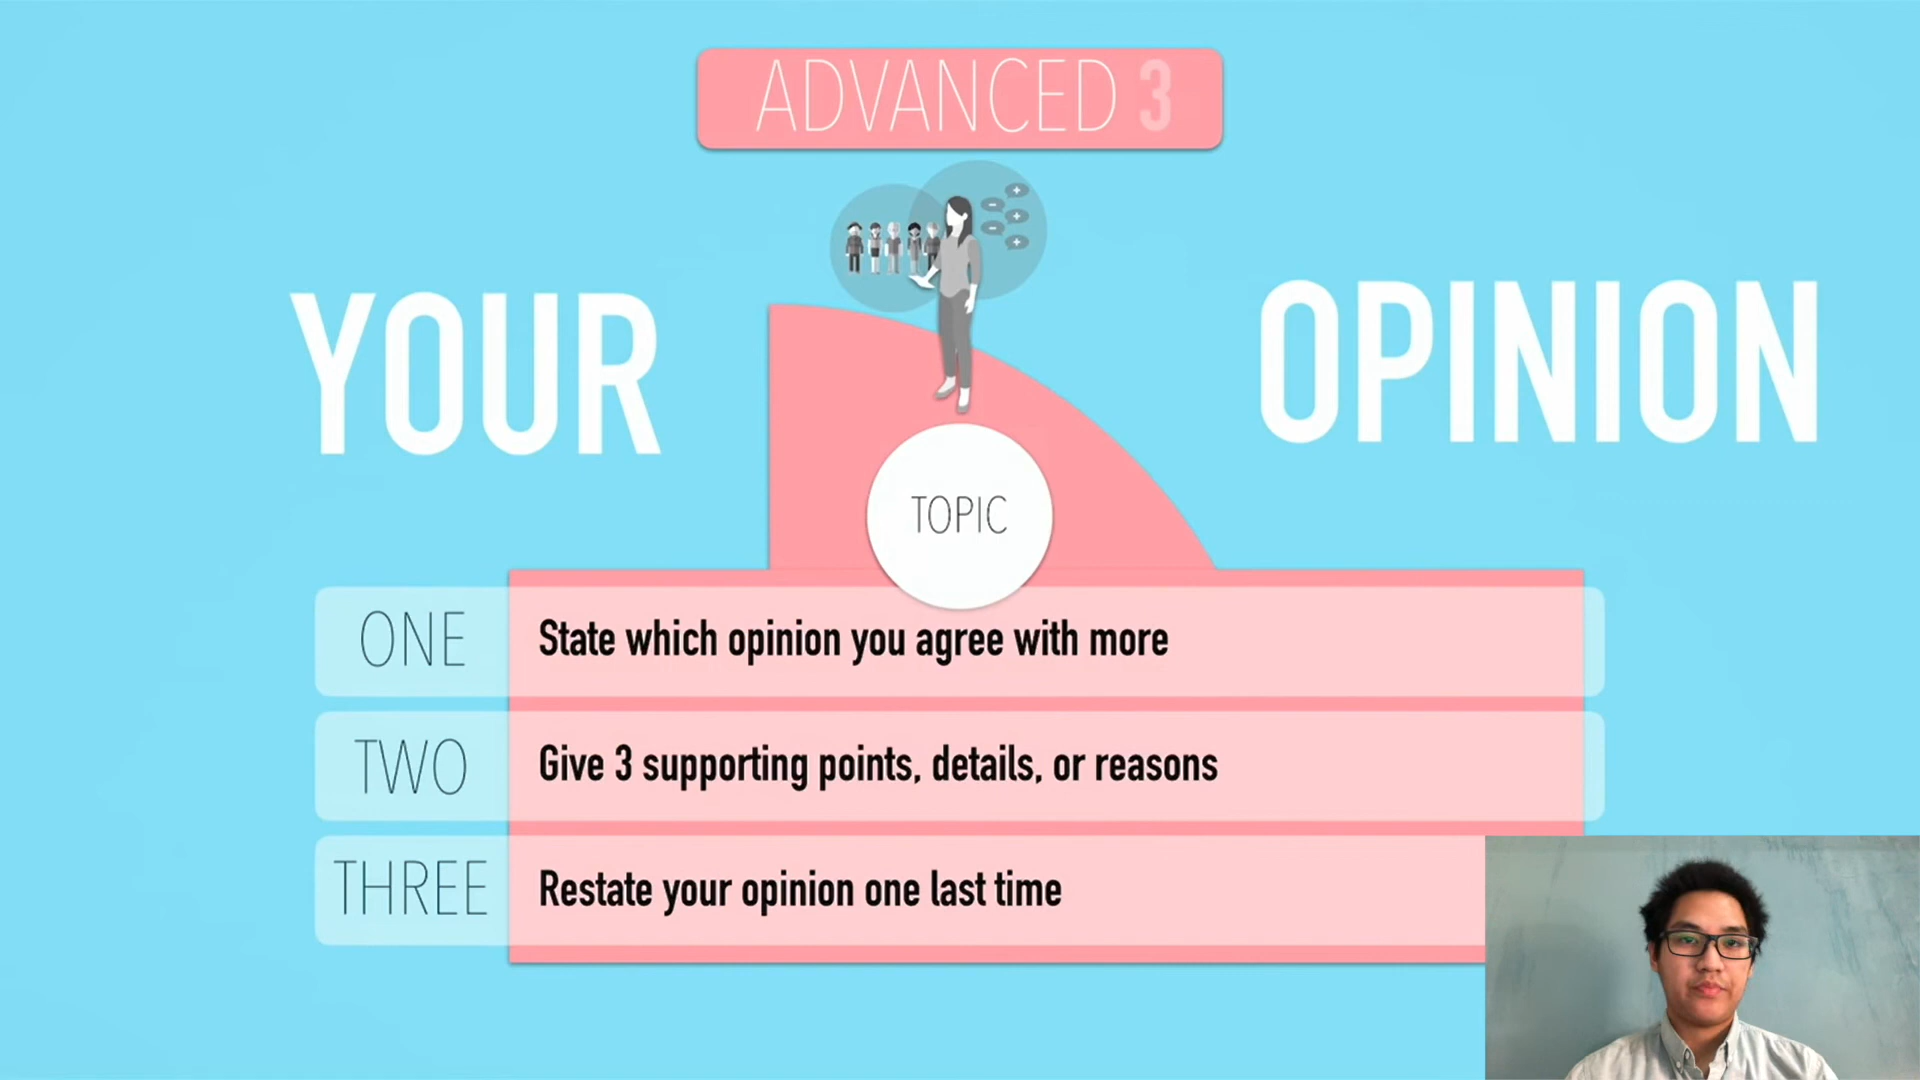 ADVANCED 3
YOUR
OPINION
TOPIC
ONE
State which opinion you agree with more
TWO
Give 3 supporting points, details, or reasons
THREE
Restate your opinion one last time